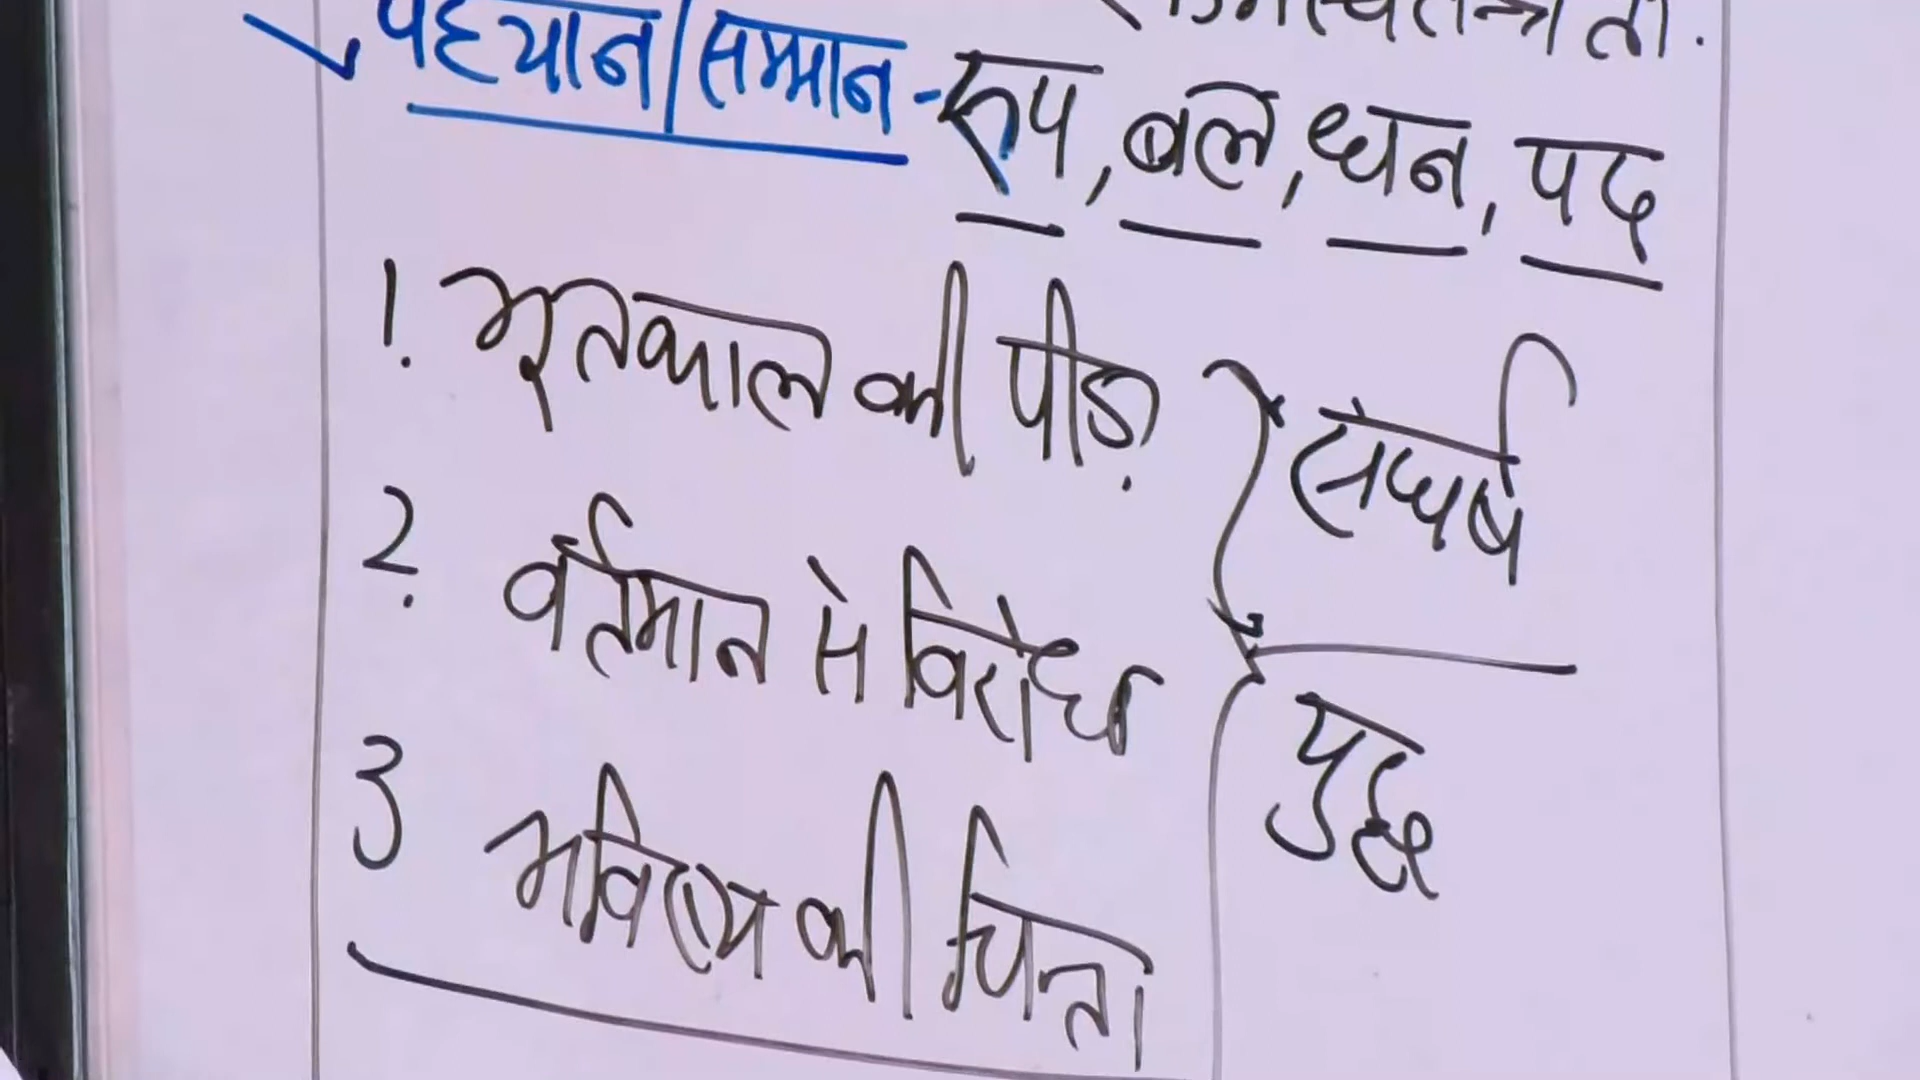 पहचान/सम्मान - रूप, बल, धन, पद
1. भूतकाल की पीड़ा
2. वर्तमान से विरोध
3 भविष्य की चिन्ता
संघर्ष
युद्ध